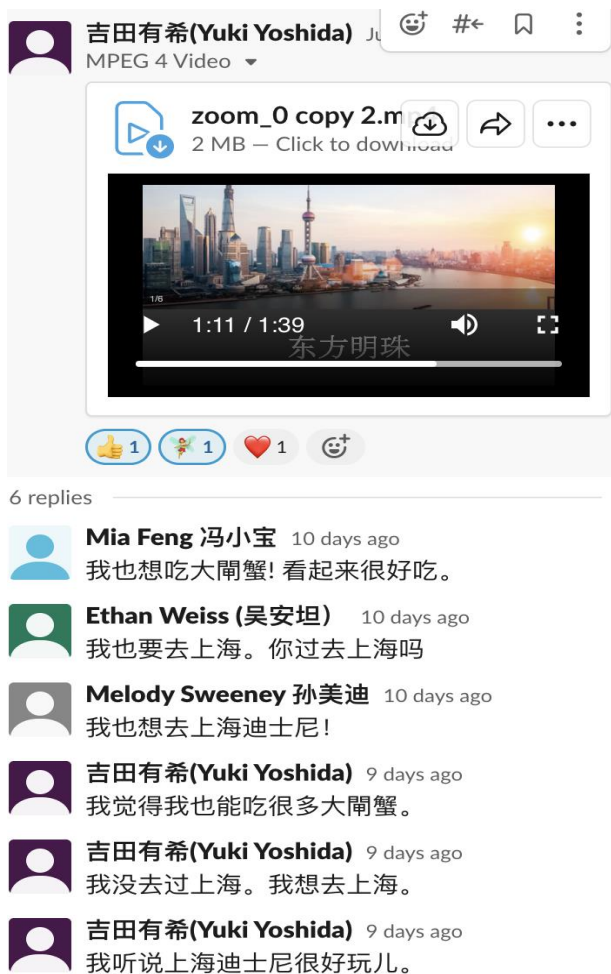 吉田有希(Yuki Yoshida)
MPEG 4 Video
zoom_0 copy 2.mp4
2 MB — Click to download
1/6
1:11 / 1:39
东方明珠
1
1
1
6 replies
Mia Feng 冯小宝 10 days ago
我也想吃大閘蟹! 看起来很好吃。
Ethan Weiss (吴安坦） 10 days ago
我也要去上海。你过去上海吗
Melody Sweeney 孙美迪 10 days ago
我也想去上海迪士尼！
吉田有希(Yuki Yoshida) 9 days ago
我觉得我也能吃很多大閘蟹。
吉田有希(Yuki Yoshida) 9 days ago
我没去过上海。我想去上海。
吉田有希(Yuki Yoshida) 9 days ago
我听说上海迪士尼很好玩儿。